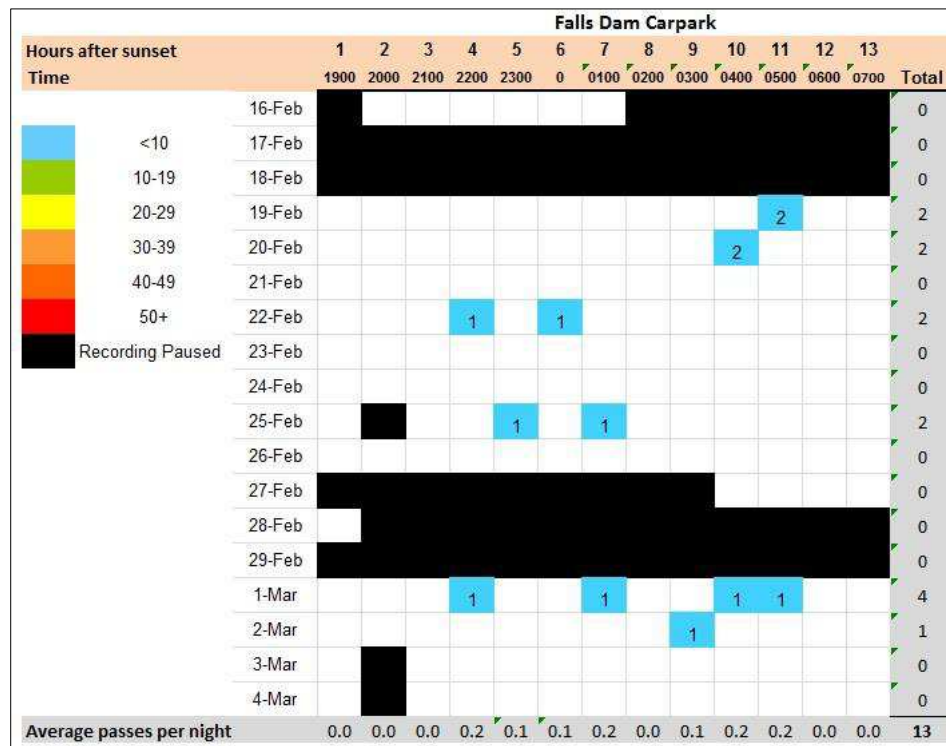 Falls Dam Carpark
Hours after sunset 1 2 3 4 5 6 7 8 9 10 11 12 13
Time 1900 2000 2100 2200 2300 0 0100 0200 0300 0400 0500 0600 0700 Total
16-Feb 0
<10 17-Feb 0
10-19 18-Feb 0
20-29 19-Feb 2 2
30-39 20-Feb 2 2
40-49 21-Feb 0
50+ 22-Feb 1 1 2
Recording Paused 23-Feb 0
24-Feb 0
25-Feb 1 1 2
26-Feb 0
27-Feb 0
28-Feb 0
29-Feb 0
1-Mar 1 1 1 1 4
2-Mar 1 1
3-Mar 0
4-Mar 0
Average passes per night 0.0 0.0 0.0 0.2 0.1 0.1 0.2 0.0 0.1 0.2 0.2 0.0 0.0 13